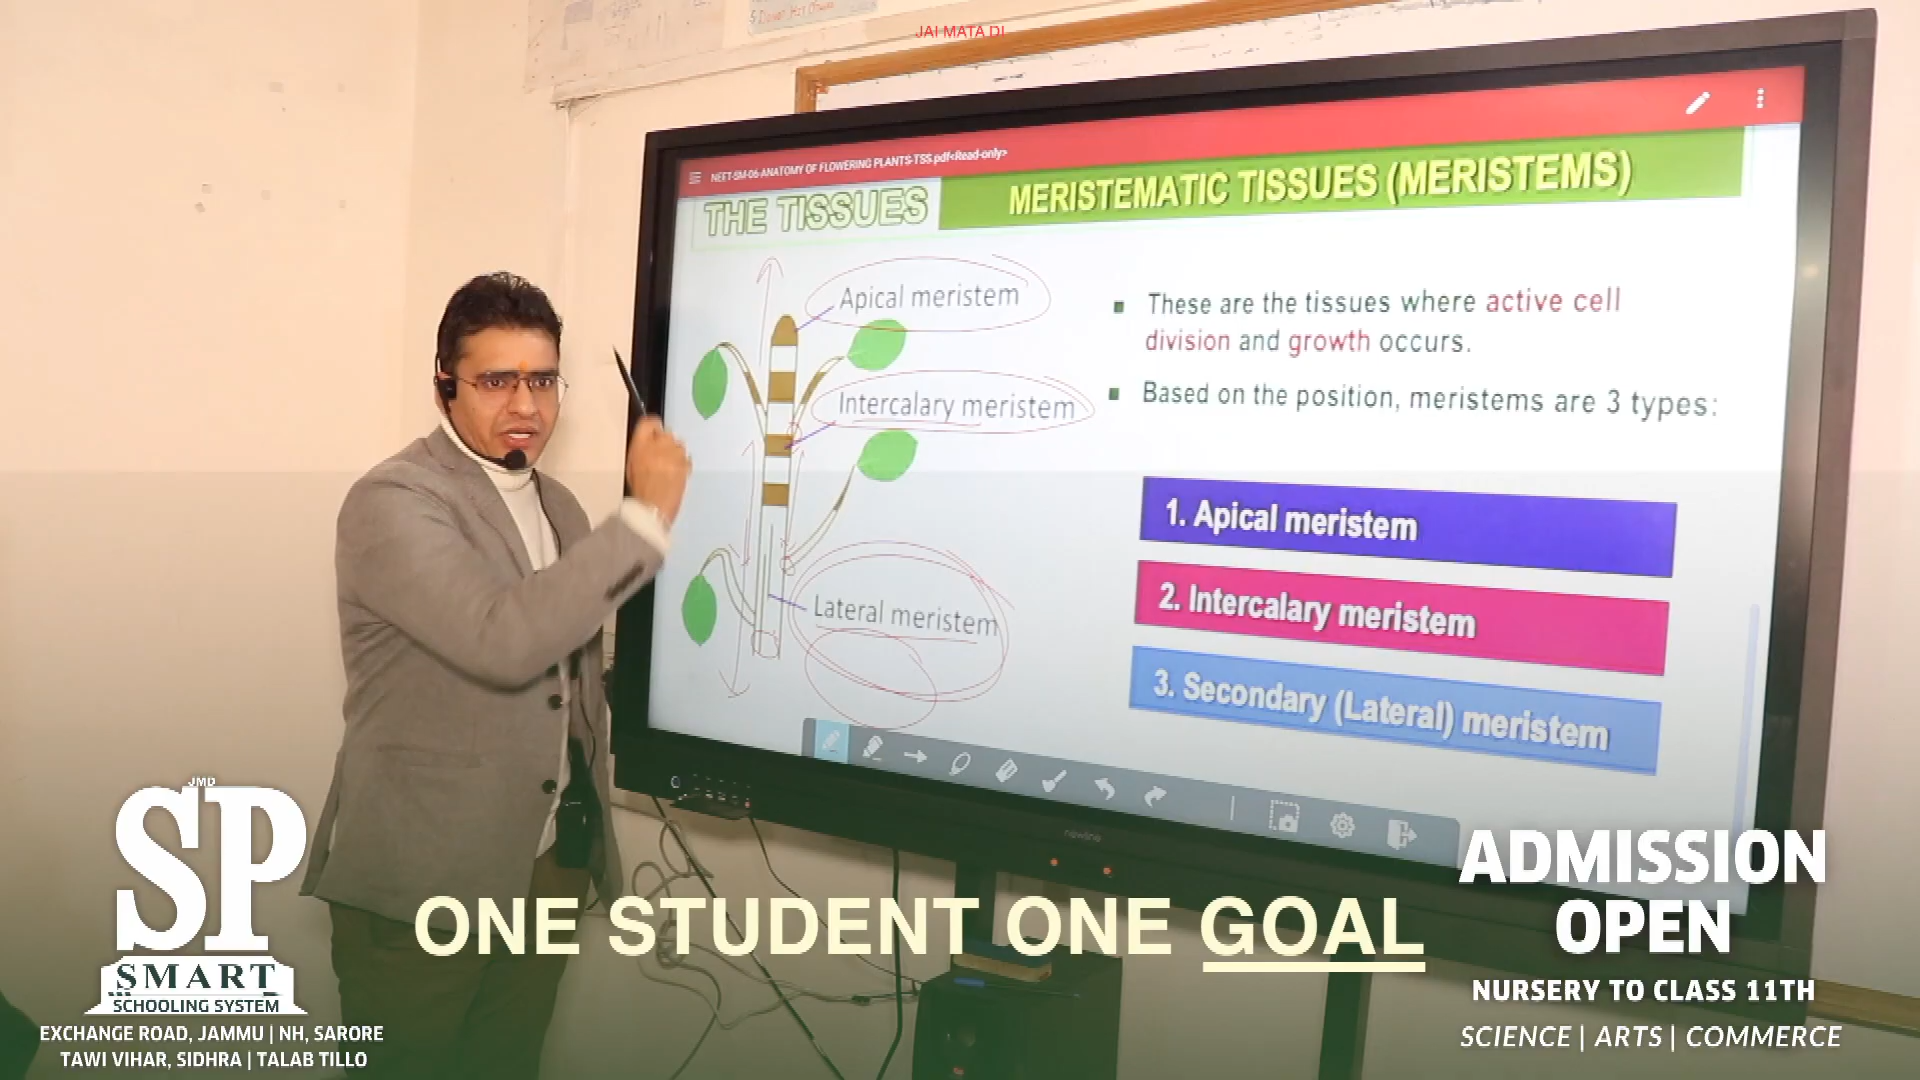 JAI MATA DI
NEET-SM-06-ANATOMY OF FLOWERING PLANTS-TSS.pdf<Read-only>
THE TISSUES
MERISTEMATIC TISSUES (MERISTEMS)
Apical meristem
Intercalary meristem
Lateral meristem
These are the tissues where active cell
division and growth occurs.
Based on the position, meristems are 3 types:
1. Apical meristem
2. Intercalary meristem
3. Secondary (Lateral) meristem
newline
JMD
SP
SMART
SCHOOLING SYSTEM
EXCHANGE ROAD, JAMMU | NH, SARORE
TAWI VIHAR, SIDHRA | TALAB TILLO
ONE STUDENT ONE GOAL
ADMISSION
OPEN
NURSERY TO CLASS 11TH
SCIENCE | ARTS | COMMERCE